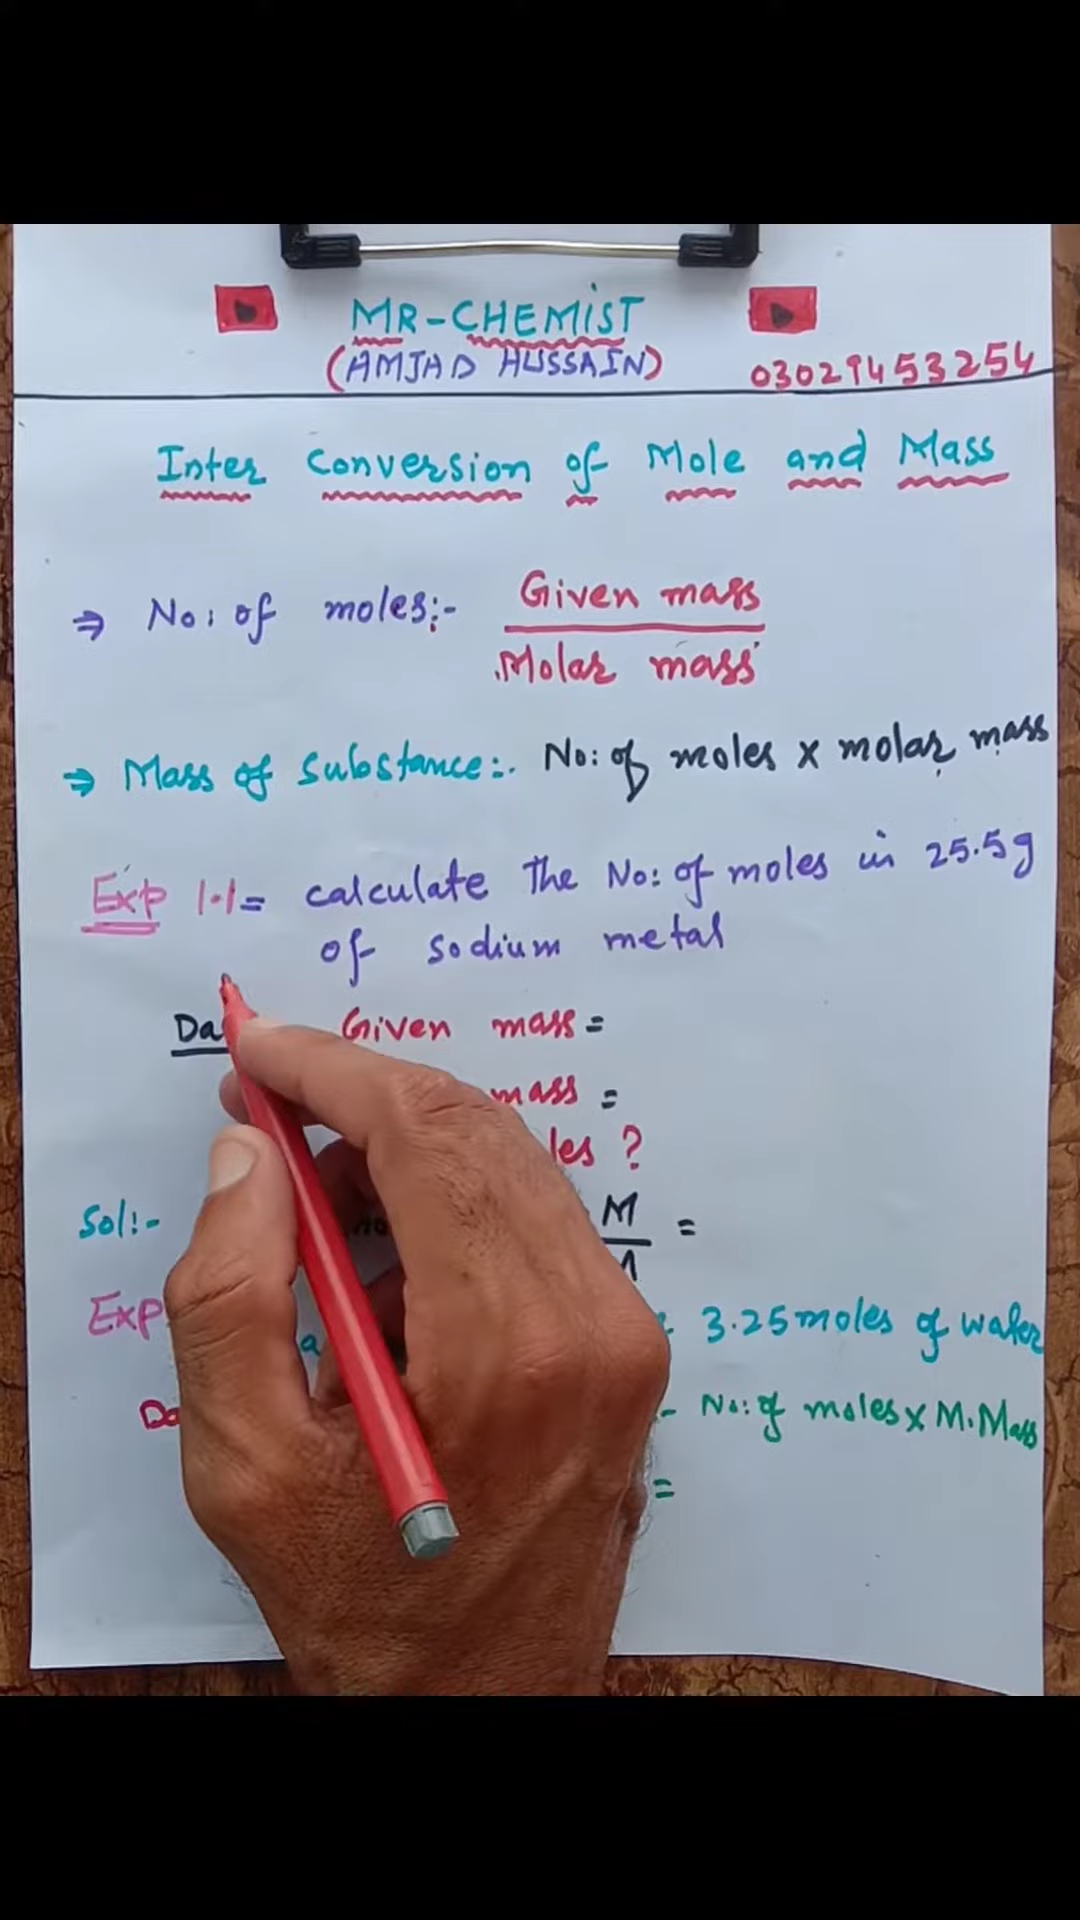 MR-CHEMIST
(AMJAD HUSSAIN) 03029453254
Inter Conversion of Mole and Mass
⇒ No: of moles:- Given mass
Molar mass
⇒ Mass of Substance:. No: of moles x molar mass
Exp 1.1= calculate the No: of moles in 25.5g
of sodium metal
Given mass =
mass =
?
Sol:- M =
Exp 3.25 moles of water
No: of moles x M. Mass
=